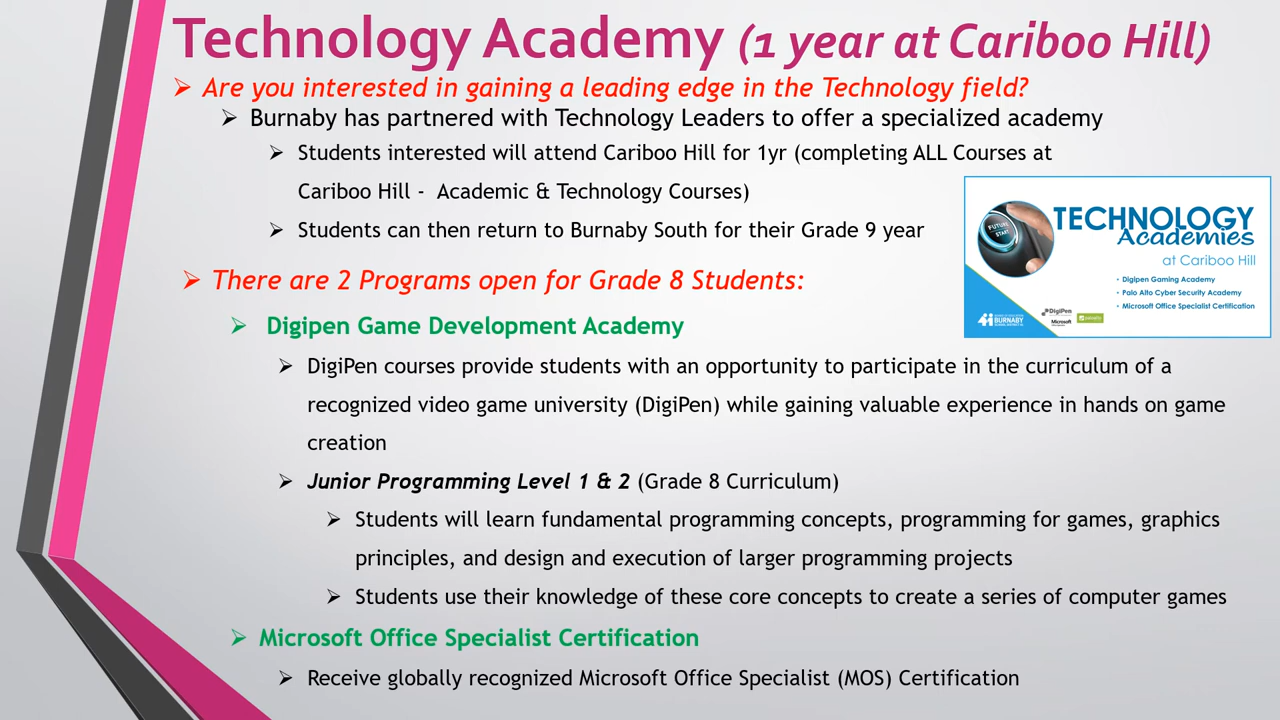 Technology Academy (1 year at Cariboo Hill)
Are you interested in gaining a leading edge in the Technology field?
Burnaby has partnered with Technology Leaders to offer a specialized academy
Students interested will attend Cariboo Hill for 1yr (completing ALL Courses at
Cariboo Hill - Academic & Technology Courses)
Students can then return to Burnaby South for their Grade 9 year
FUTURE
START
TECHNOLOGY
Academies
at Cariboo Hill
• Digipen Gaming Academy
• Palo Alto Cyber Security Academy
• Microsoft Office Specialist Certification
BURNABY
DigiPen
Microsoft
There are 2 Programs open for Grade 8 Students:
Digipen Game Development Academy
DigiPen courses provide students with an opportunity to participate in the curriculum of a
recognized video game university (DigiPen) while gaining valuable experience in hands on game
creation
Junior Programming Level 1 & 2 (Grade 8 Curriculum)
Students will learn fundamental programming concepts, programming for games, graphics
principles, and design and execution of larger programming projects
Students use their knowledge of these core concepts to create a series of computer games
Microsoft Office Specialist Certification
Receive globally recognized Microsoft Office Specialist (MOS) Certification